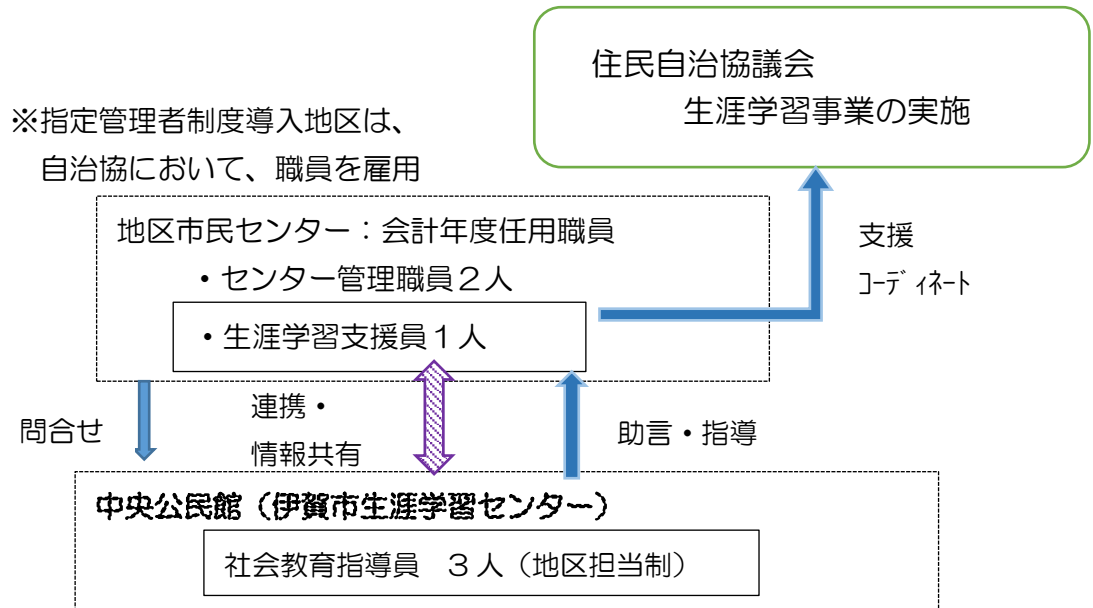 住民自治協議会
生涯学習事業の実施
※指定管理者制度導入地区は、
自治協において、職員を雇用
地区市民センター：会計年度任用職員
・センター管理職員２人
・生涯学習支援員１人
支援
ｺｰﾃﾞｨﾈｰﾄ
問合せ
連携・
情報共有
助言・指導
中央公民館（伊賀市生涯学習センター）
社会教育指導員　３人（地区担当制）